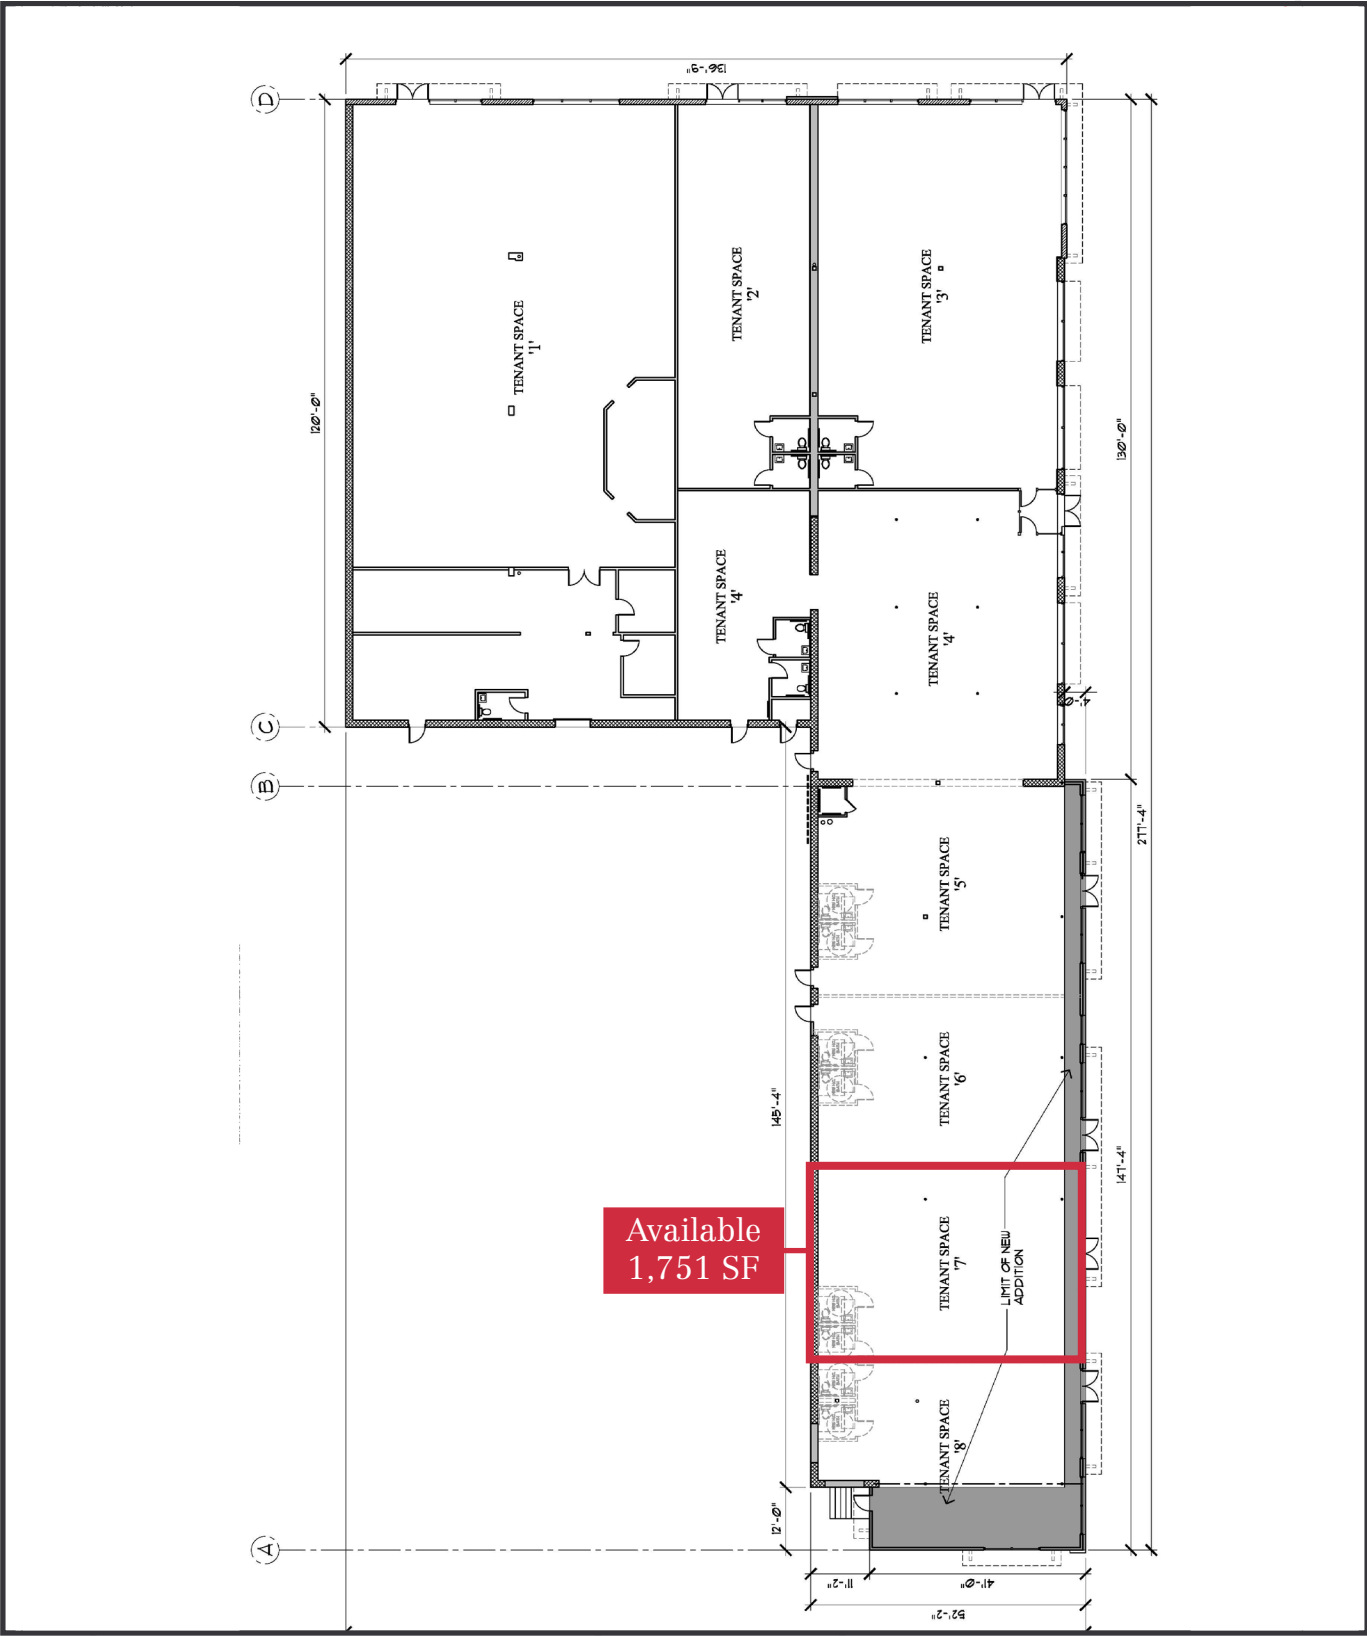 136'-9"
D
120'-0"
TENANT SPACE
'1'
TENANT SPACE
'2'
TENANT SPACE
'3'
130'-0"
TENANT SPACE
'4'
TENANT SPACE
'4'
4'-0"
C
B
277'-4"
TENANT SPACE
'5'
TENANT SPACE
'6'
145'-4"
147'-4"
Available
1,751 SF
TENANT SPACE
'7'
LIMIT OF NEW
ADDITION
TENANT SPACE
'8'
12'-0"
A
11'-2"
41'-0"
52'-2"